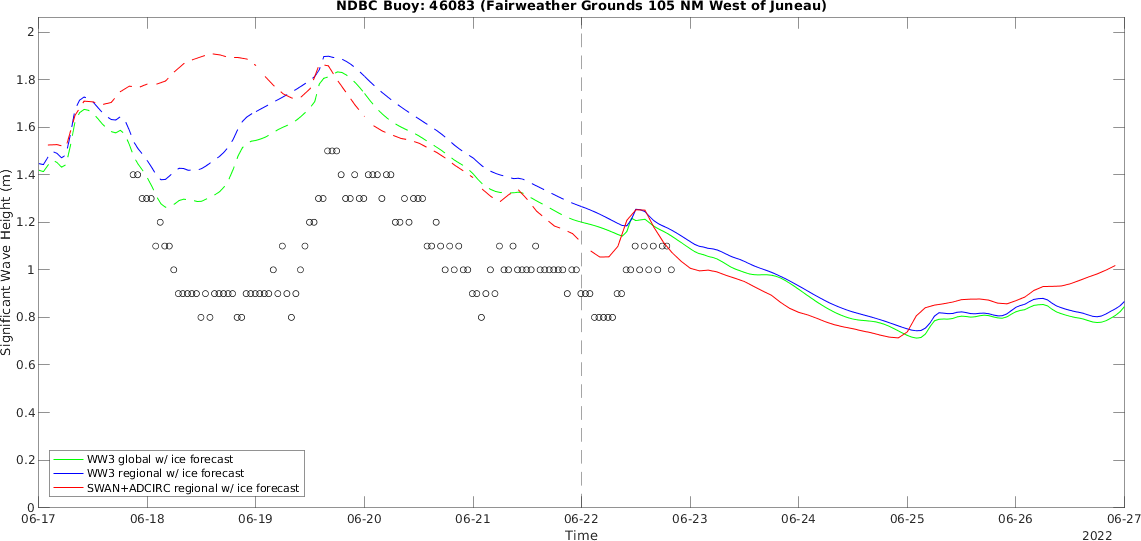 NDBC Buoy: 46083 (Fairweather Grounds 105 NM West of Juneau)
2
1.8
1.6
1.4
1.2
1
0.8
0.6
0.4
0.2
0
Significant Wave Height (m)
WW3 global w/ ice forecast
WW3 regional w/ ice forecast
SWAN+ADCIRC regional w/ ice forecast
06-17 06-18 06-19 06-20 06-21 06-22 06-23 06-24 06-25 06-26 06-27
Time
2022